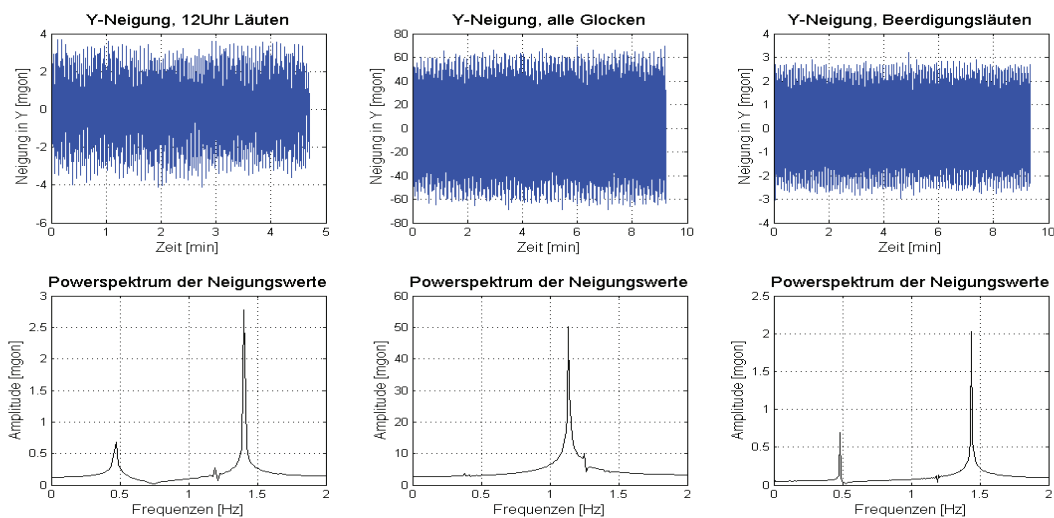 Y-Neigung, 12Uhr Läuten
Neigung in Y [mgon]
4
2
0
-2
-4
-6
0 1 2 3 4 5
Zeit [min]
Y-Neigung, alle Glocken
Neigung in Y [mgon]
80
60
40
20
0
-20
-40
-60
-80
0 2 4 6 8 10
Zeit [min]
Y-Neigung, Beerdigungsläuten
Neigung in Y [mgon]
4
3
2
1
0
-1
-2
-3
-4
0 2 4 6 8 10
Zeit [min]
Powerspektrum der Neigungswerte
Amplitude [mgon]
3
2.5
2
1.5
1
0.5
0
0 0.5 1 1.5 2
Frequenzen [Hz]
Powerspektrum der Neigungswerte
Amplitude [mgon]
60
50
40
30
20
10
0
0 0.5 1 1.5 2
Frequenzen [Hz]
Powerspektrum der Neigungswerte
Amplitude [mgon]
2.5
2
1.5
1
0.5
0
0 0.5 1 1.5 2
Frequenzen [Hz]